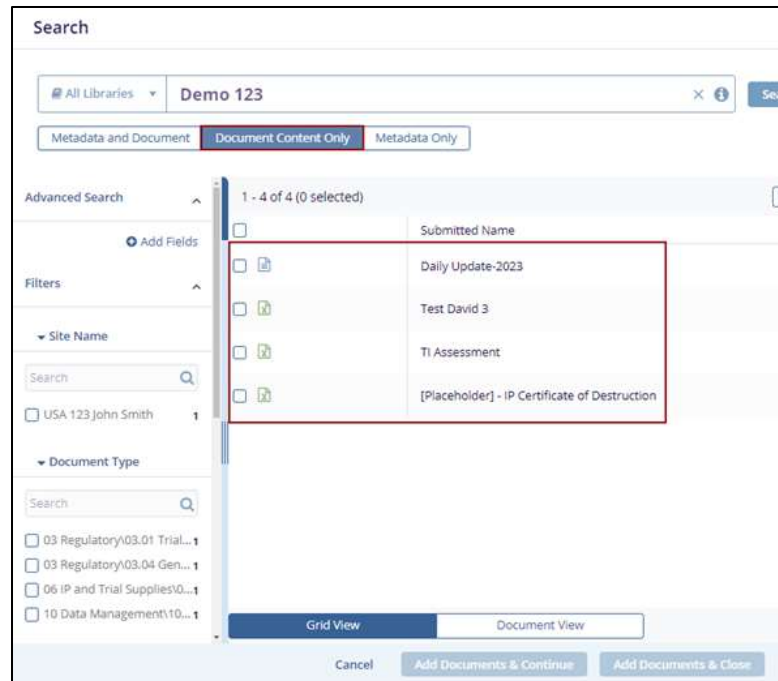 Search
All Libraries
Demo 123
Metadata and Document
Document Content Only
Metadata Only
Advanced Search
1 - 4 of 4 (0 selected)
Add Fields
Submitted Name
Filters
Daily Update-2023
Test David 3
Site Name
TI Assessment
Search
[Placeholder] - IP Certificate of Destruction
USA 123 John Smith 1
Document Type
Search
03 Regulatory\03.01 Trial... 1
03 Regulatory\03.04 Gen... 1
06 IP and Trial Supplies\0... 1
10 Data Management\10... 1
Grid View
Document View
Cancel
Add Documents & Continue
Add Documents & Close